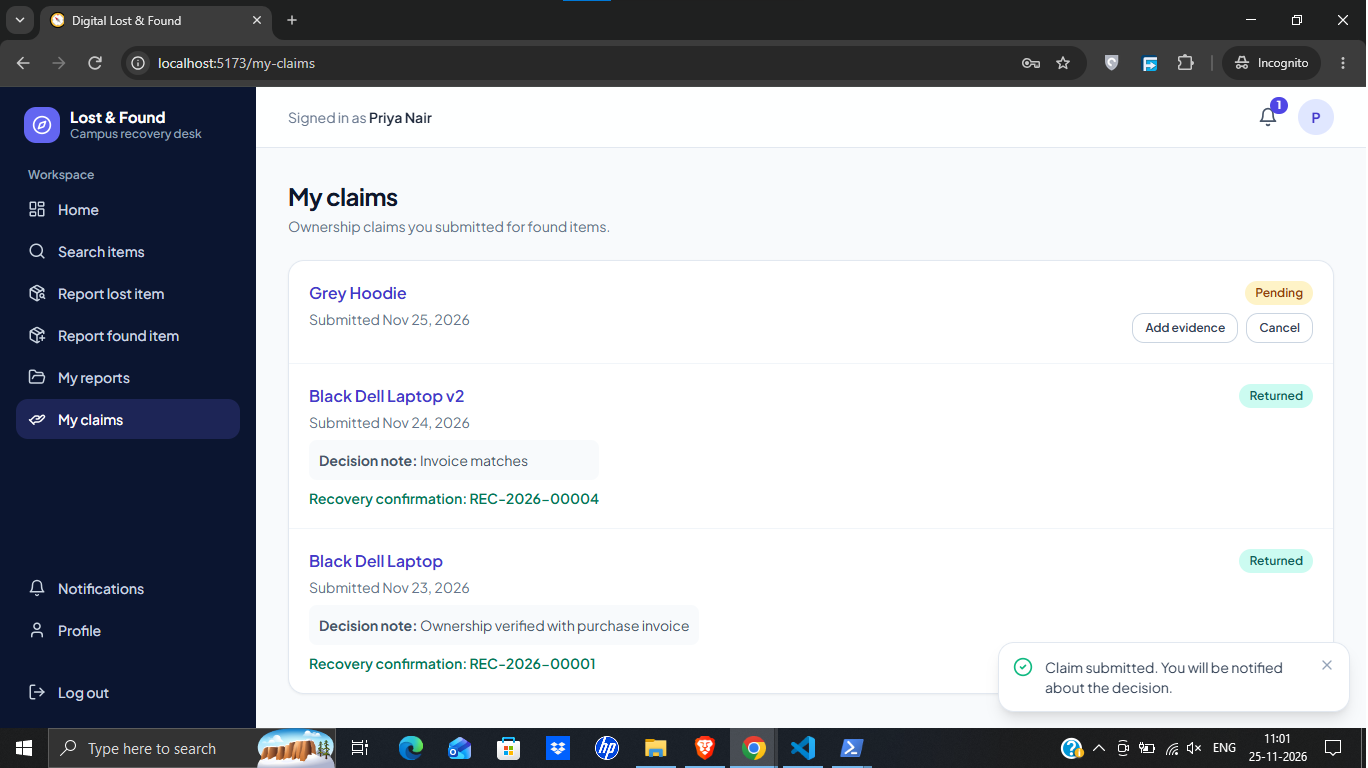 Digital Lost & Found
localhost:5173/my-claims
Incognito
Lost & Found
Campus recovery desk
Workspace
Home
Search items
Report lost item
Report found item
My reports
My claims
Notifications
Profile
Log out
Signed in as Priya Nair
1
P
My claims
Ownership claims you submitted for found items.
Grey Hoodie
Pending
Submitted Nov 25, 2026
Add evidence
Cancel
Black Dell Laptop v2
Returned
Submitted Nov 24, 2026
Decision note: Invoice matches
Recovery confirmation: REC-2026-00004
Black Dell Laptop
Returned
Submitted Nov 23, 2026
Decision note: Ownership verified with purchase invoice
Recovery confirmation: REC-2026-00001
Claim submitted. You will be notified
about the decision.
Type here to search
hp
ENG
11:01
25-11-2026